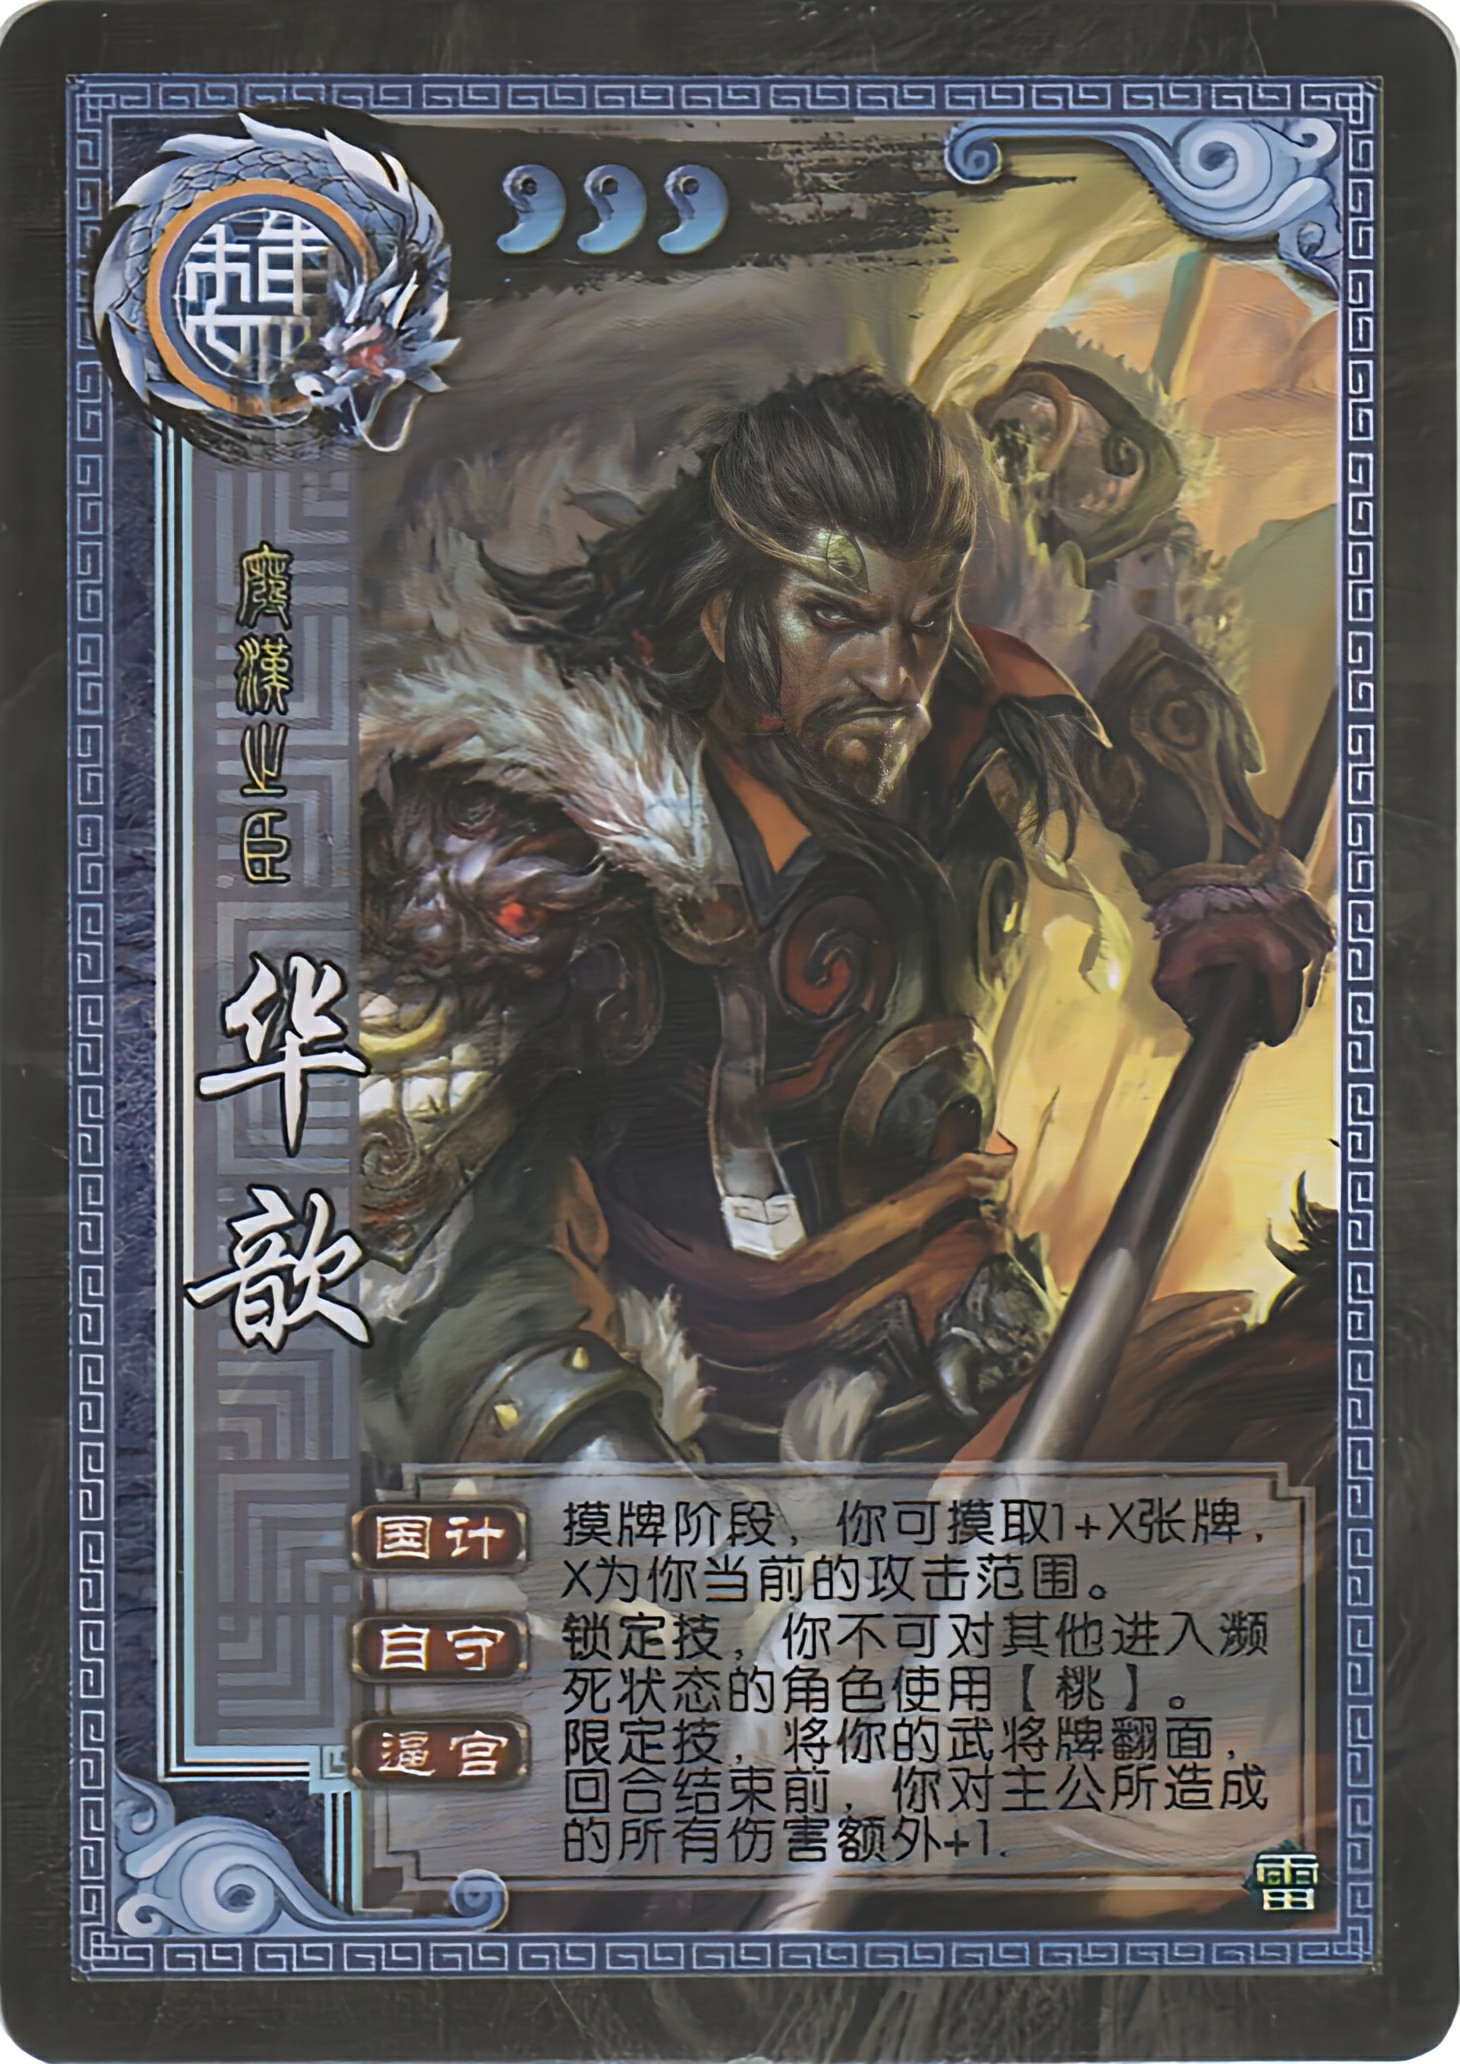 魏
废漢之臣
华歆
国计
摸牌阶段，你可摸取1+X张牌，
X为你当前的攻击范围。
自守
锁定技，你不可对其他进入濒
死状态的角色使用【桃】。
逼宫
限定技，将你的武将牌翻面，
回合结束前，你对主公所造成
的所有伤害额外+1.
雷